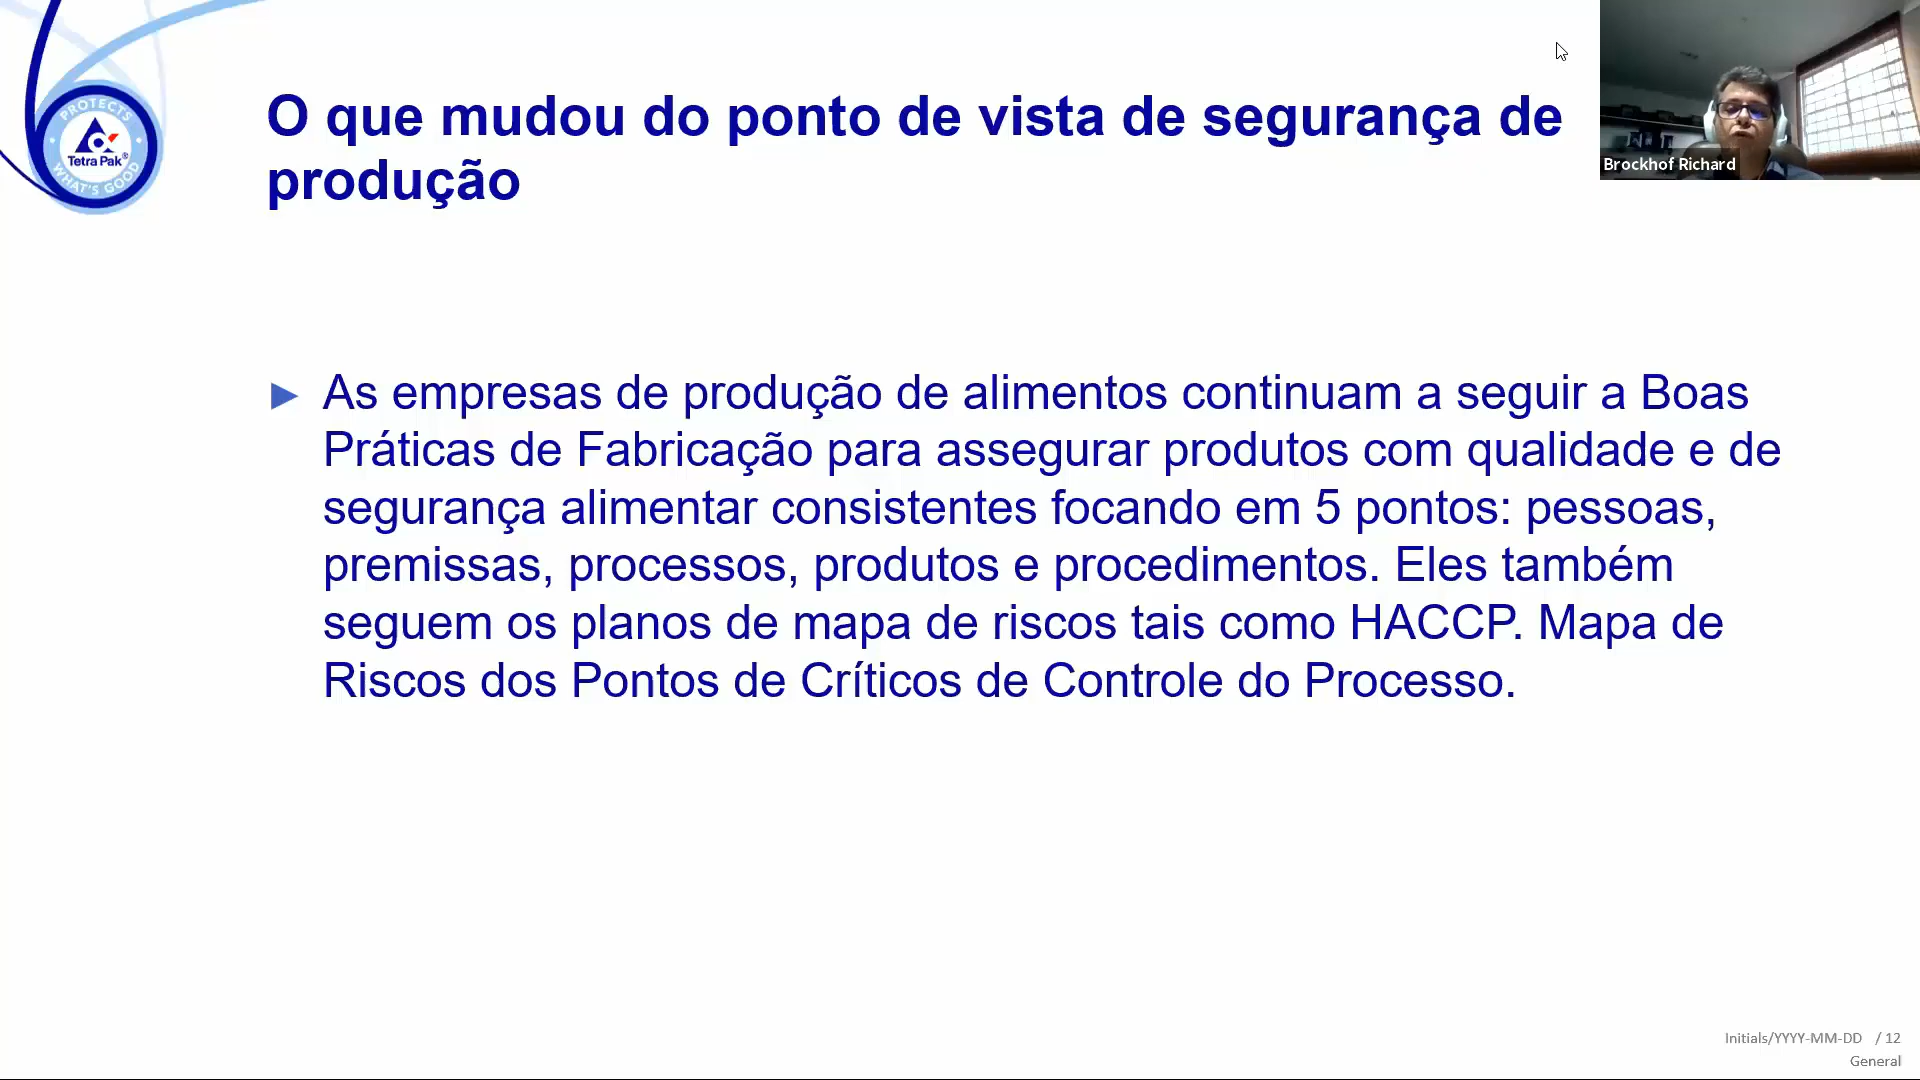 PROTECTS
Tetra Pak®
WHAT'S GOOD
O que mudou do ponto de vista de segurança de
produção
Brockhof Richard
► As empresas de produção de alimentos continuam a seguir a Boas
Práticas de Fabricação para assegurar produtos com qualidade e de
segurança alimentar consistentes focando em 5 pontos: pessoas,
premissas, processos, produtos e procedimentos. Eles também
seguem os planos de mapa de riscos tais como HACCP. Mapa de
Riscos dos Pontos de Críticos de Controle do Processo.
Initials/YYYY-MM-DD / 12
General